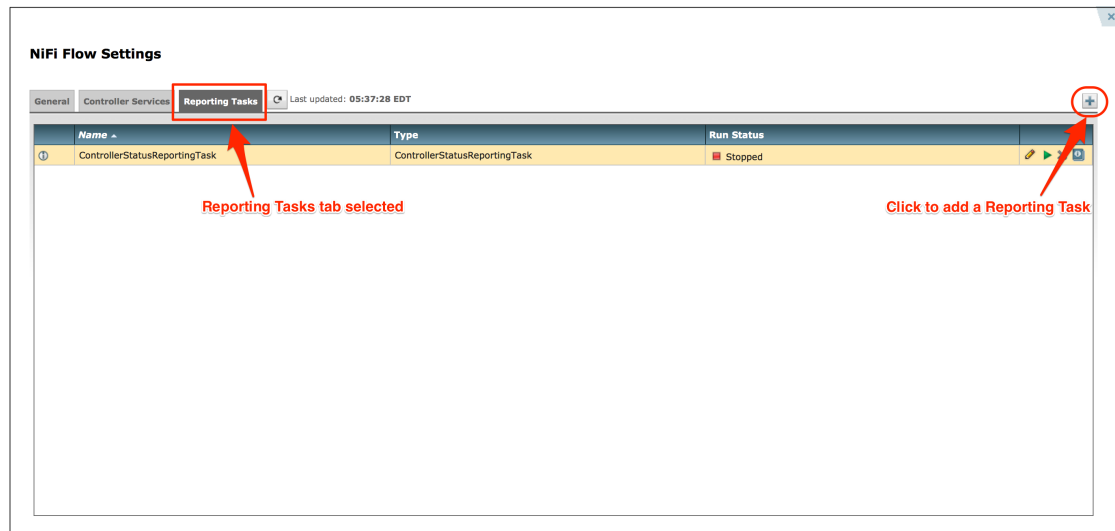 NiFi Flow Settings
General Controller Services Reporting Tasks Last updated: 05:37:28 EDT
Name Type Run Status
ControllerStatusReportingTask ControllerStatusReportingTask Stopped
Reporting Tasks tab selected Click to add a Reporting Task